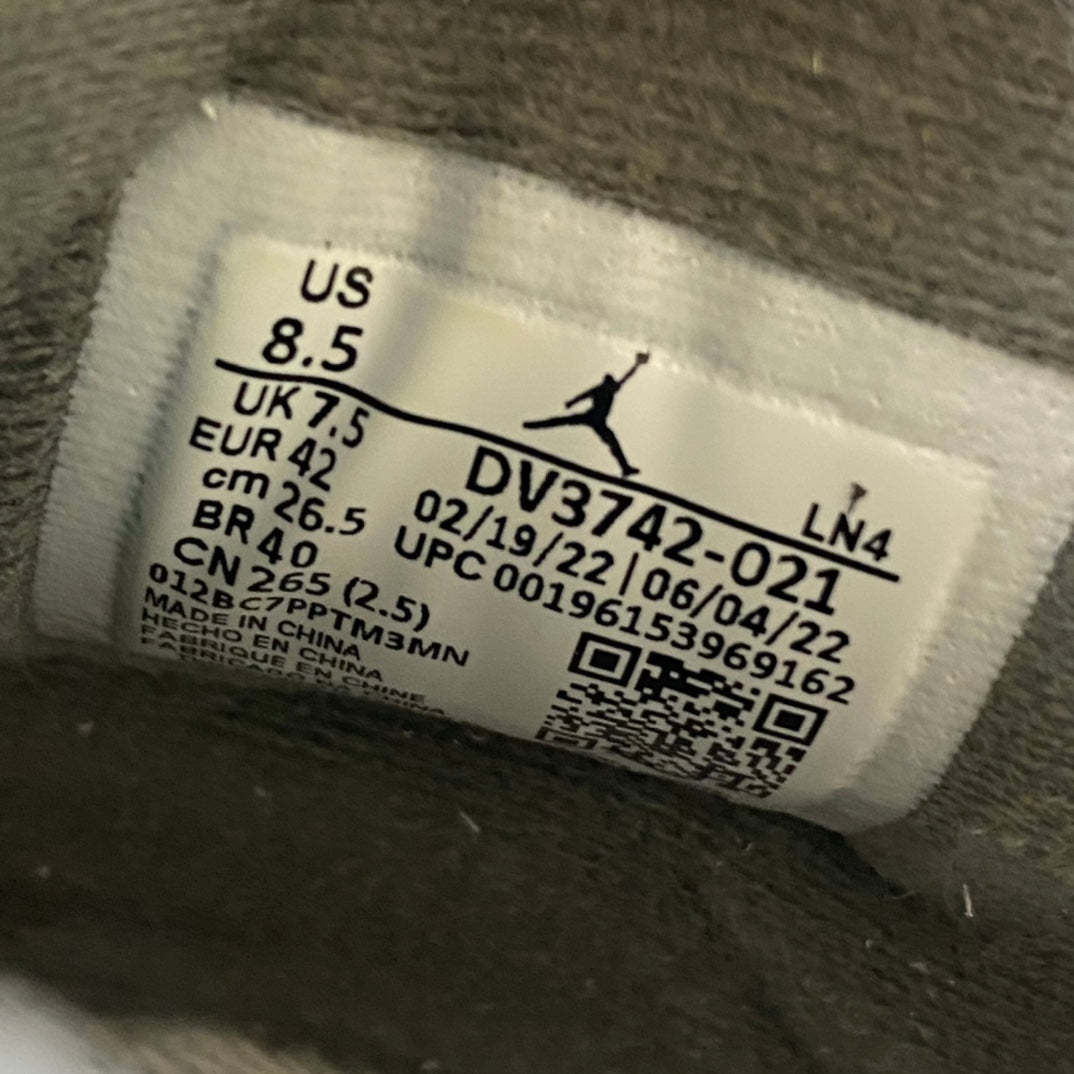 US
8.5
UK 7.5
EUR 42
cm 26.5
BR 40
CN 265 (2.5)
012BC7PPTM3MN
MADE IN CHINA
HECHO EN CHINA
FABRIQUE EN CHINE
LN4
DV3742-021
02/19/22 | 06/04/22
UPC 00196153969162